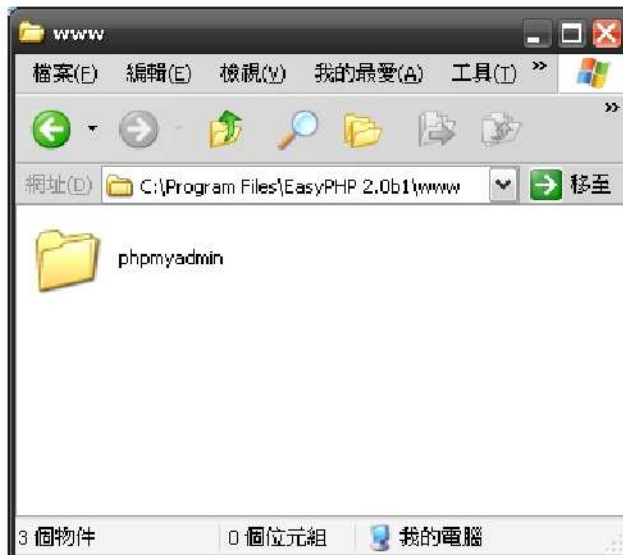 www
檔案(F) 編輯(E) 檢視(V) 我的最愛(A) 工具(T) »
»
網址(D) C:\Program Files\EasyPHP 2.0b1\www 移至
phpmyadmin
3 個物件 0 個位元組 我的電腦